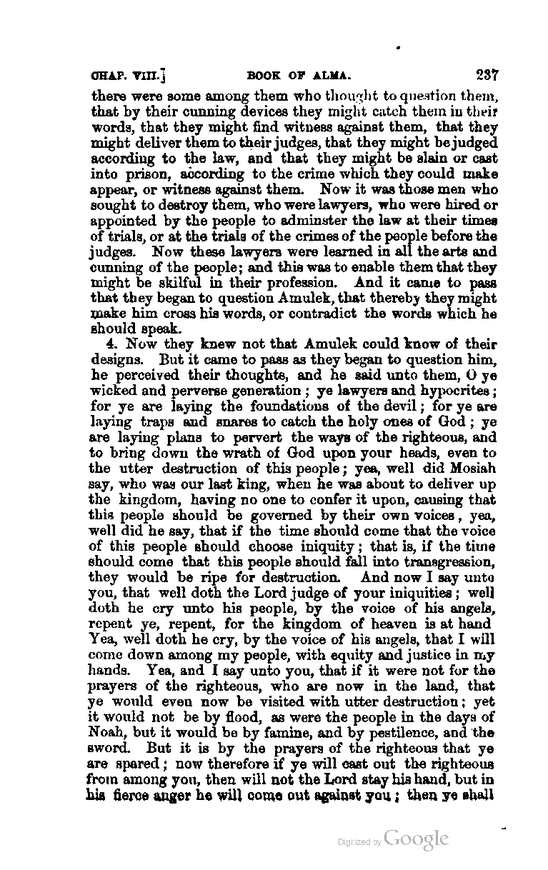 CHAP. VIII.] BOOK OF ALMA. 237
there were some among them who thought to question them,
that by their cunning devices they might catch them in their
words, that they might find witness against them, that they
might deliver them to their judges, that they might be judged
according to the law, and that they might be slain or cast
into prison, according to the crime which they could make
appear, or witness against them. Now it was those men who
sought to destroy them, who were lawyers, who were hired or
appointed by the people to adminster the law at their times
of trials, or at the trials of the crimes of the people before the
judges. Now these lawyers were learned in all the arts and
cunning of the people; and this was to enable them that they
might be skilful in their profession. And it came to pass
that they began to question Amulek, that thereby they might
make him cross his words, or contradict the words which he
should speak.
4. Now they knew not that Amulek could know of their
designs. But it came to pass as they began to question him,
he perceived their thoughts, and he said unto them, O ye
wicked and perverse generation; ye lawyers and hypocrites;
for ye are laying the foundations of the devil; for ye are
laying traps and snares to catch the holy ones of God; ye
are laying plans to pervert the ways of the righteous, and
to bring down the wrath of God upon your heads, even to
the utter destruction of this people; yea, well did Mosiah
say, who was our last king, when he was about to deliver up
the kingdom, having no one to confer it upon, causing that
this people should be governed by their own voices, yea,
well did he say, that if the time should come that the voice
of this people should choose iniquity; that is, if the time
should come that this people should fall into transgression,
they would be ripe for destruction. And now I say unto
you, that well doth the Lord judge of your iniquities; well
doth he cry unto his people, by the voice of his angels,
repent ye, repent, for the kingdom of heaven is at hand
Yea, well doth he cry, by the voice of his angels, that I will
come down among my people, with equity and justice in my
hands. Yea, and I say unto you, that if it were not for the
prayers of the righteous, who are now in the land, that
ye would even now be visited with utter destruction; yet
it would not be by flood, as were the people in the days of
Noah, but it would be by famine, and by pestilence, and the
sword. But it is by the prayers of the righteous that ye
are spared; now therefore if ye will cast out the righteous
from among you, then will not the Lord stay his hand, but in
his fierce anger he will come out against you; then ye shall
Digitized by Google